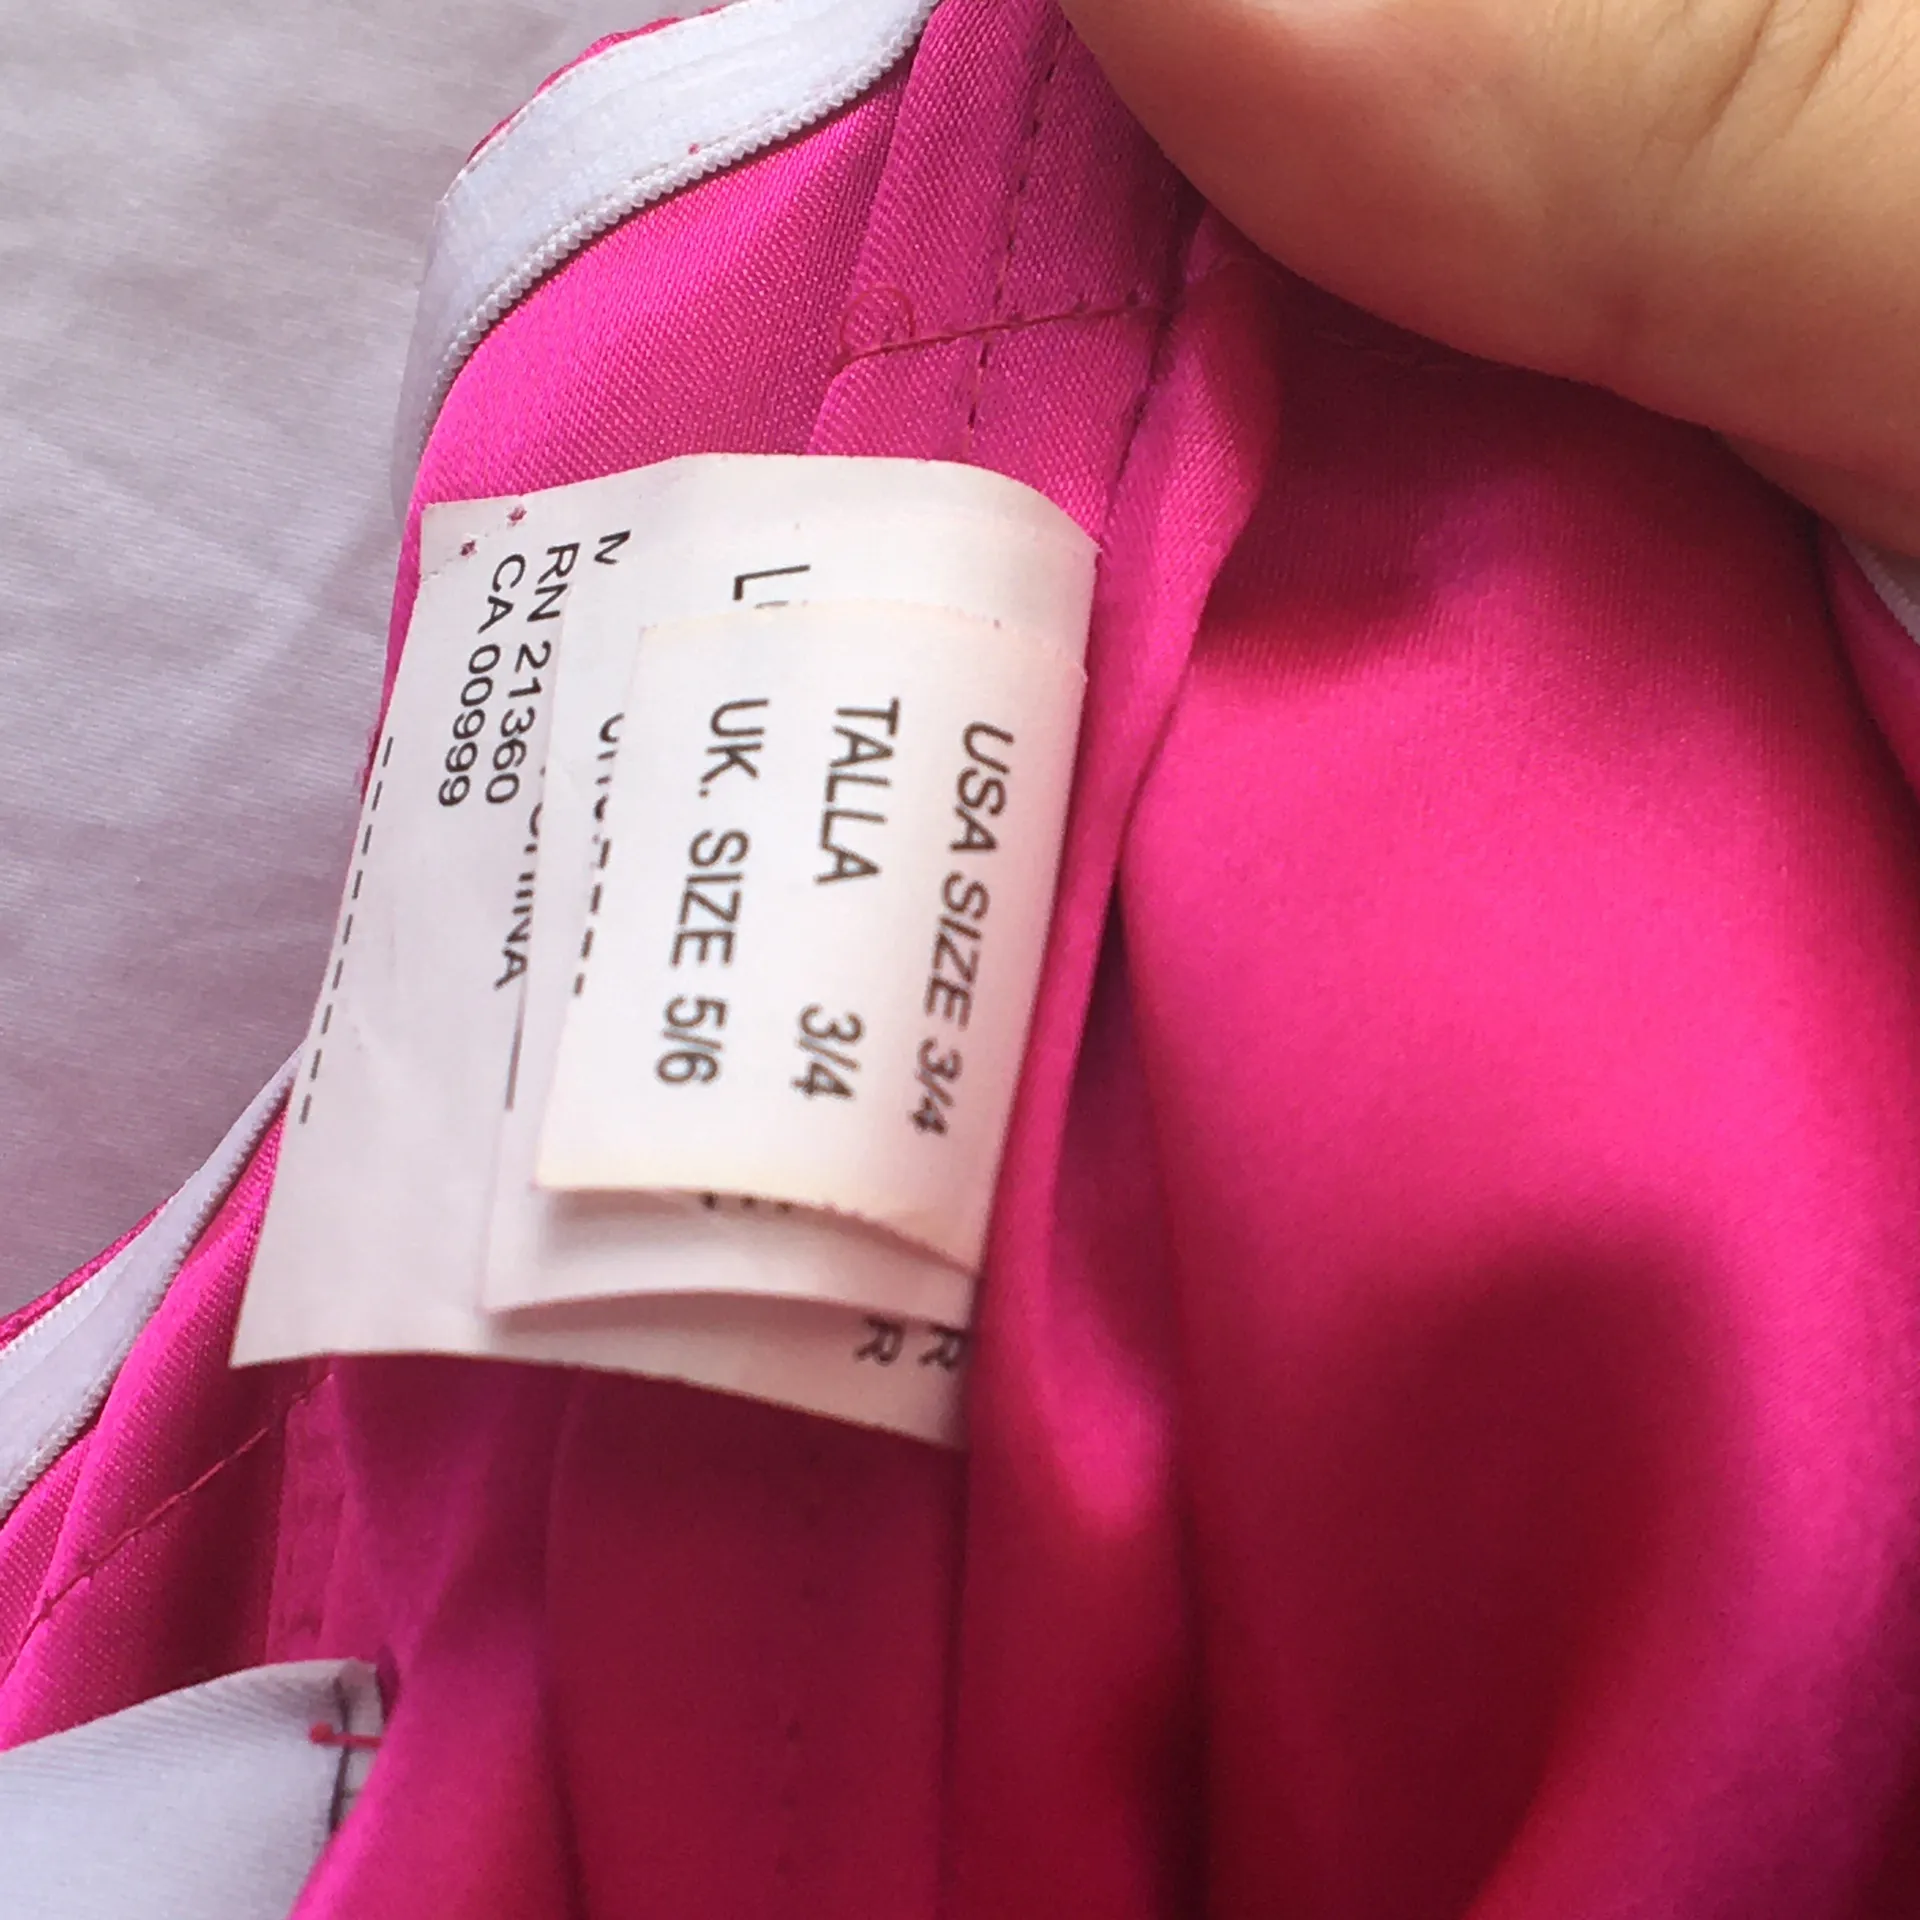 USA SIZE 3/4
TALLA 3/4
UK. SIZE 5/6
RN 21360
CA 00999
R
R